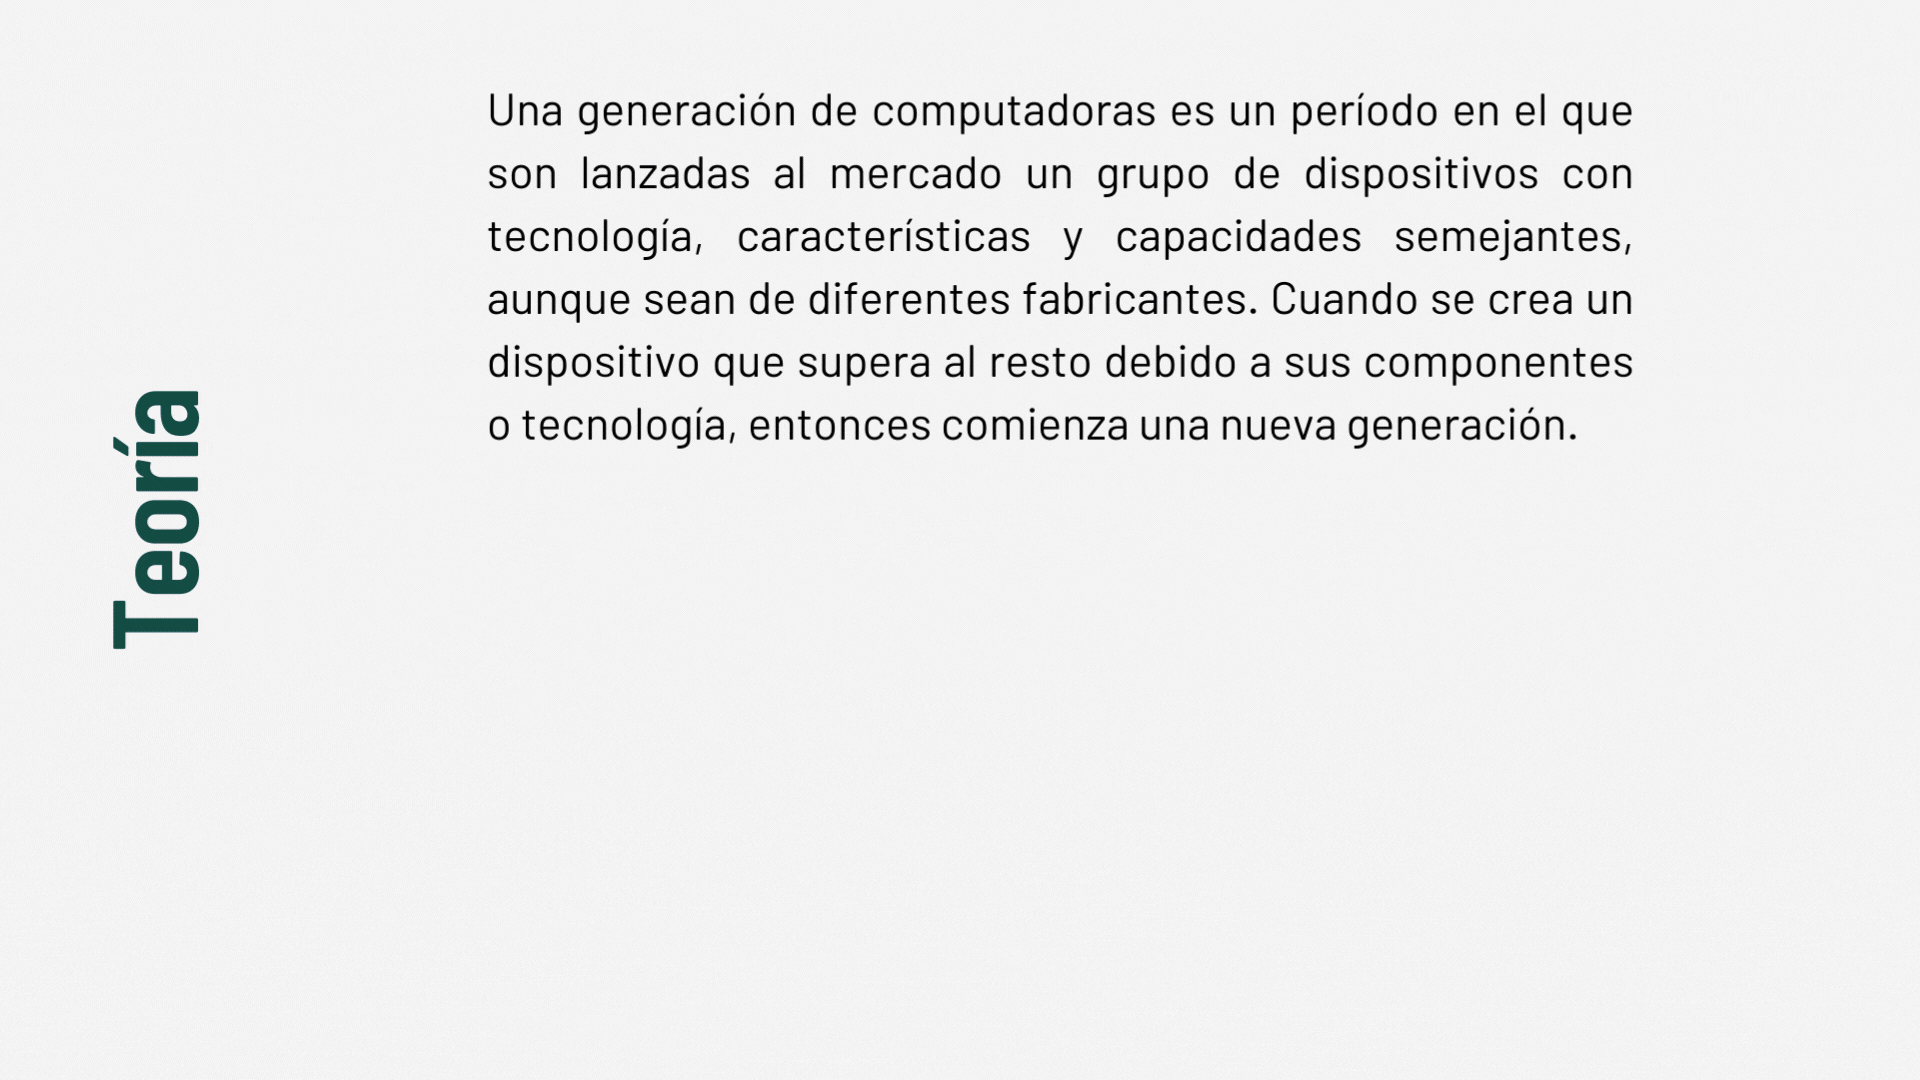 Teoría
Una generación de computadoras es un período en el que
son lanzadas al mercado un grupo de dispositivos con
tecnología, características y capacidades semejantes,
aunque sean de diferentes fabricantes. Cuando se crea un
dispositivo que supera al resto debido a sus componentes
o tecnología, entonces comienza una nueva generación.